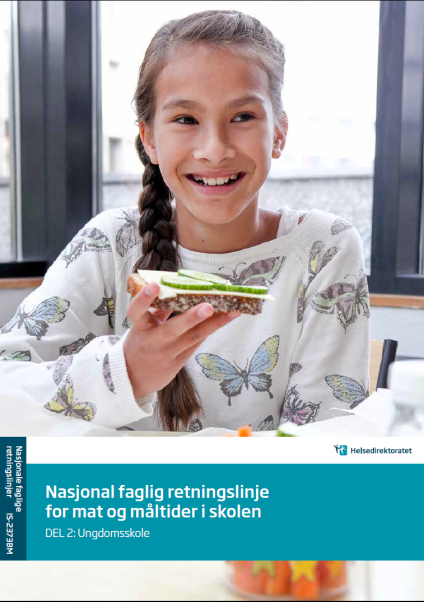 Helsedirektoratet
Nasjonale faglige
retningslinjer IS-2373BM
Nasjonal faglig retningslinje
for mat og måltider i skolen
DEL 2: Ungdomsskole